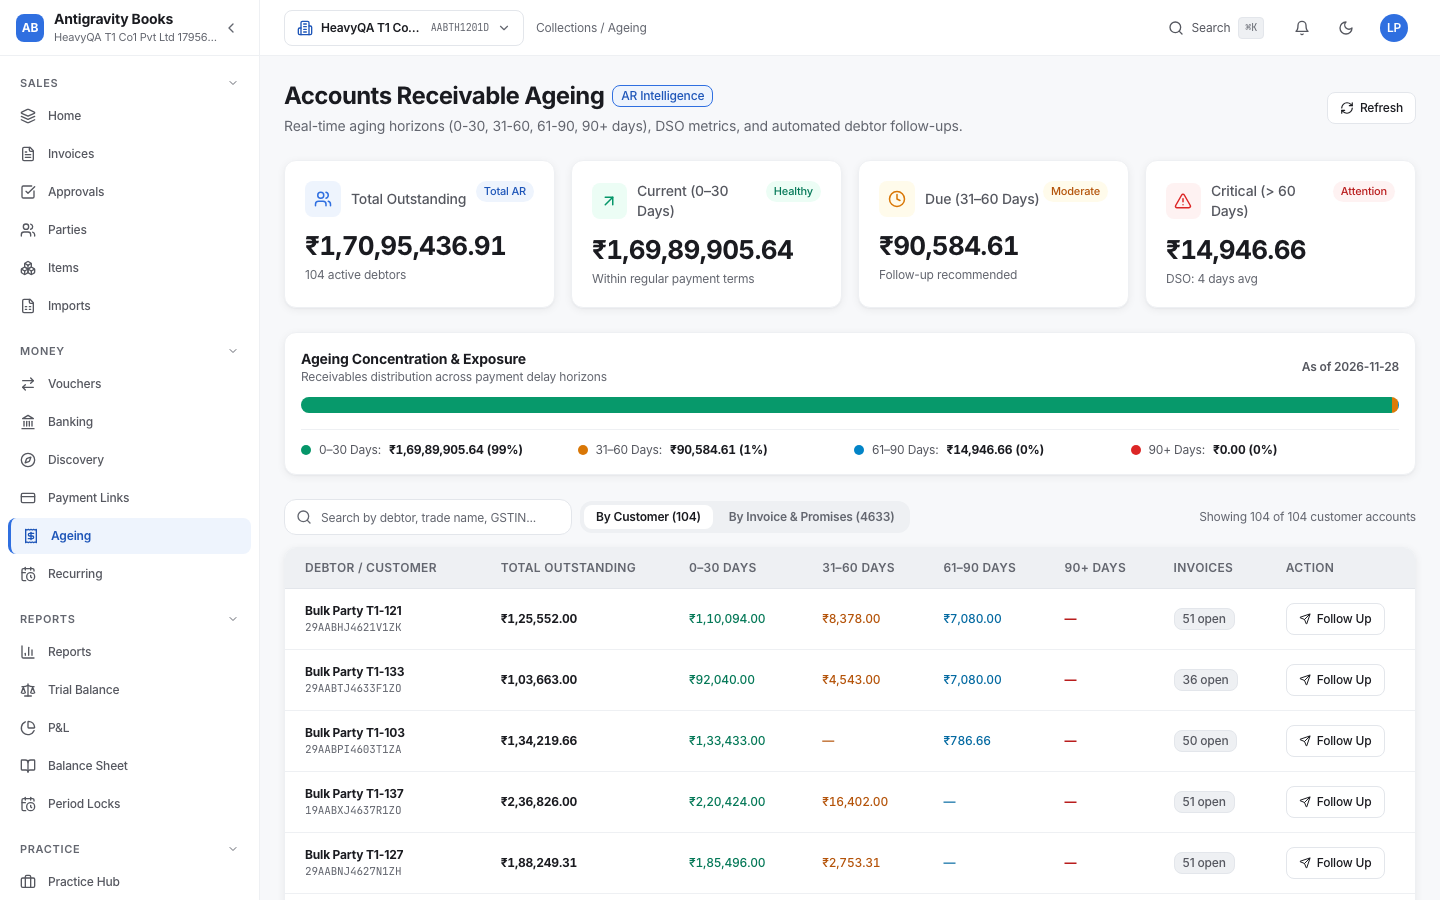 AB
Antigravity Books
HeavyQA T1 Co1 Pvt Ltd 17956...
HeavyQA T1 Co... AABTH1201D
Collections / Ageing
Search ⌘K
LP
SALES
Home
Invoices
Approvals
Parties
Items
Imports
MONEY
Vouchers
Banking
Discovery
Payment Links
Ageing
Recurring
REPORTS
Reports
Trial Balance
P&L
Balance Sheet
Period Locks
PRACTICE
Practice Hub
Accounts Receivable Ageing AR Intelligence
Real-time aging horizons (0-30, 31-60, 61-90, 90+ days), DSO metrics, and automated debtor follow-ups.
Refresh
Total Outstanding Total AR
₹1,70,95,436.91
104 active debtors
Current (0–30 Days) Healthy
₹1,69,89,905.64
Within regular payment terms
Due (31–60 Days) Moderate
₹90,584.61
Follow-up recommended
Critical (> 60 Days) Attention
₹14,946.66
DSO: 4 days avg
Ageing Concentration & Exposure
Receivables distribution across payment delay horizons
As of 2026-11-28
0–30 Days: ₹1,69,89,905.64 (99%) 31–60 Days: ₹90,584.61 (1%) 61–90 Days: ₹14,946.66 (0%) 90+ Days: ₹0.00 (0%)
Search by debtor, trade name, GSTIN...
By Customer (104) By Invoice & Promises (4633)
Showing 104 of 104 customer accounts
DEBTOR / CUSTOMER TOTAL OUTSTANDING 0–30 DAYS 31–60 DAYS 61–90 DAYS 90+ DAYS INVOICES ACTION
Bulk Party T1-121
29AABHJ4621V1ZK
₹1,25,552.00 ₹1,10,094.00 ₹8,378.00 ₹7,080.00 — 51 open Follow Up
Bulk Party T1-133
29AABTJ4633F1ZO
₹1,03,663.00 ₹92,040.00 ₹4,543.00 ₹7,080.00 — 36 open Follow Up
Bulk Party T1-103
29AABPI4603T1ZA
₹1,34,219.66 ₹1,33,433.00 — ₹786.66 — 50 open Follow Up
Bulk Party T1-137
19AABXJ4637R1ZO
₹2,36,826.00 ₹2,20,424.00 ₹16,402.00 — — 51 open Follow Up
Bulk Party T1-127
29AABNJ4627N1ZH
₹1,88,249.31 ₹1,85,496.00 ₹2,753.31 — — 51 open Follow Up